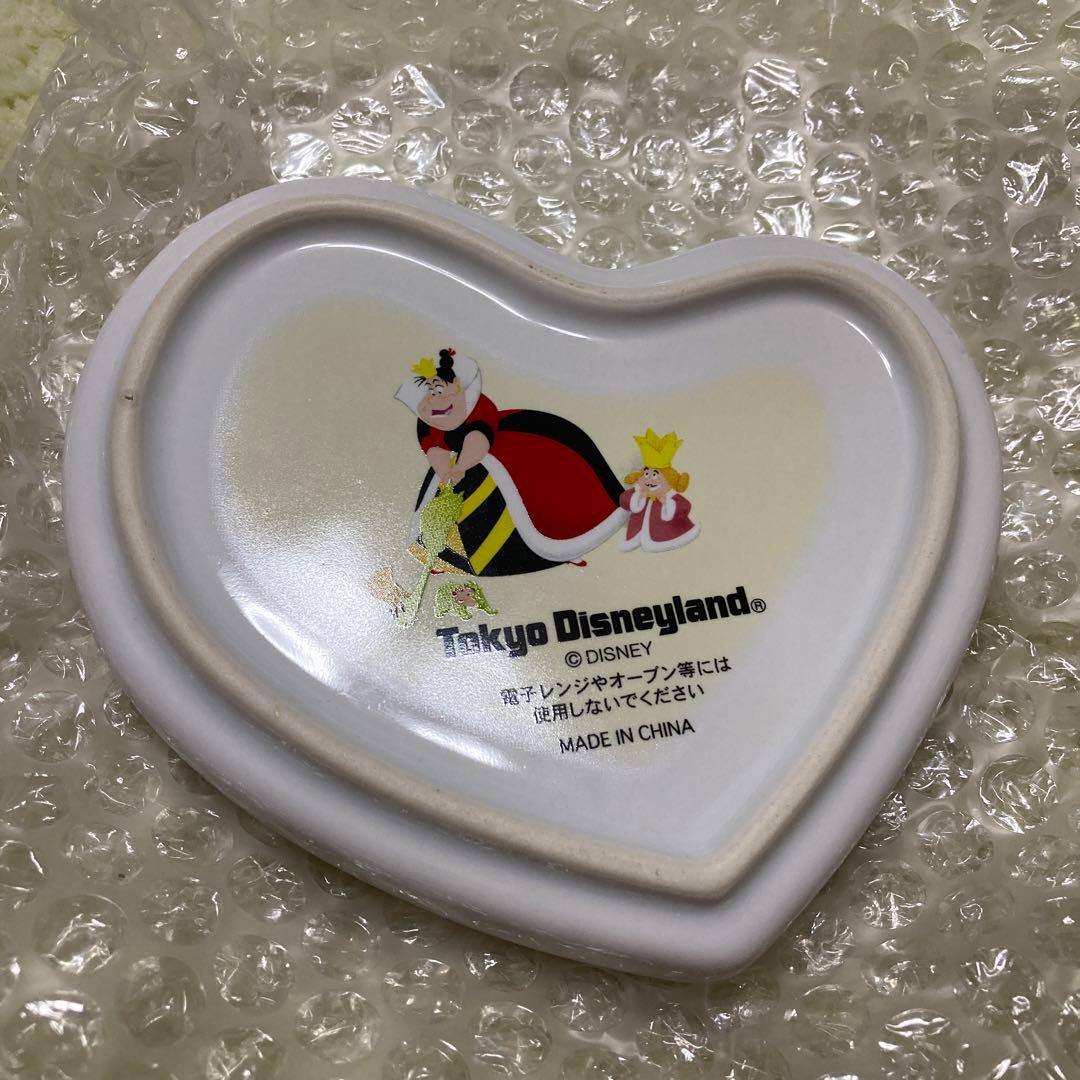 Tokyo Disneyland®
© DISNEY
電子レンジやオーブン等には
使用しないでください
MADE IN CHINA